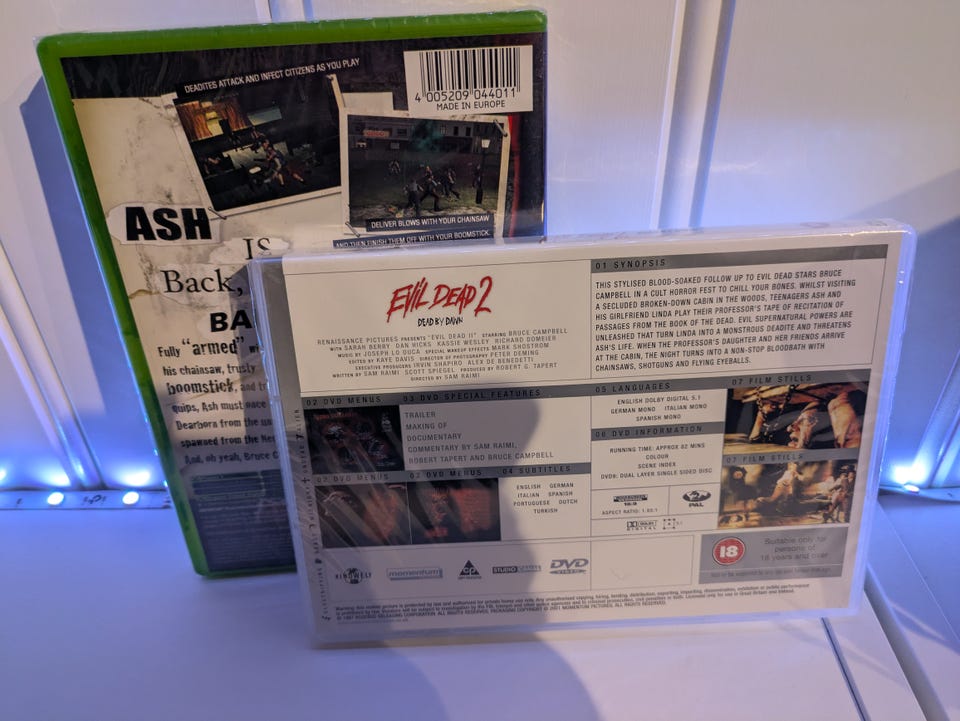 DEADITES ATTACK AND INFECT CITIZENS AS YOU PLAY
4 005209 044011
MADE IN EUROPE
DELIVER BLOWS WITH YOUR CHAINSAW
AND THEN FINISH THEM OFF WITH YOUR BOOMSTICK.
ASH
IS
Back,
BA
Fully "armed" wi
his chainsaw, trusty
boomstick, and tr
quips, Ash must once
Dearborn from the un
spawned from the Nec
And, oh yeah, Bruce C
EVIL DEAD 2
DEAD BY DAWN
RENAISSANCE PICTURES PRESENTS "EVIL DEAD II" STARRING BRUCE CAMPBELL
WITH SARAH BERRY DAN HICKS KASSIE WESLEY RICHARD DOMEIER
MUSIC BY JOSEPH LO DUCA SPECIAL MAKEUP EFFECTS MARK SHOSTROM
EDITED BY KAYE DAVIS DIRECTOR OF PHOTOGRAPHY PETER DEMING
EXECUTIVE PRODUCERS IRVIN SHAPIRO ALEX DE BENEDETTI
WRITTEN BY SAM RAIMI SCOTT SPIEGEL PRODUCED BY ROBERT G. TAPERT
DIRECTED BY SAM RAIMI
01 SYNOPSIS
THIS STYLISED BLOOD-SOAKED FOLLOW UP TO EVIL DEAD STARS BRUCE
CAMPBELL IN A CULT HORROR FEST TO CHILL YOUR BONES. WHILST VISITING
A SECLUDED BROKEN-DOWN CABIN IN THE WOODS, TEENAGERS ASH AND
HIS GIRLFRIEND LINDA PLAY THEIR PROFESSOR'S TAPE OF RECITATION OF
PASSAGES FROM THE BOOK OF THE DEAD. EVIL SUPERNATURAL POWERS ARE
UNLEASHED THAT TURN LINDA INTO A MONSTROUS DEADITE AND THREATENS
ASH'S LIFE. WHEN THE PROFESSOR'S DAUGHTER AND HER FRIENDS ARRIVE
AT THE CABIN, THE NIGHT TURNS INTO A NON-STOP BLOODBATH WITH
CHAINSAWS, SHOTGUNS AND FLYING EYEBALLS.
02 DVD MENUS
03 DVD SPECIAL FEATURES
TRAILER
MAKING OF
DOCUMENTARY
COMMENTARY BY SAM RAIMI,
ROBERT TAPERT AND BRUCE CAMPBELL
02 DVD MENUS
02 DVD MENUS
04 SUBTITLES
ENGLISH GERMAN
ITALIAN SPANISH
PORTUGUESE DUTCH
TURKISH
05 LANGUAGES
ENGLISH DOLBY DIGITAL 5.1
GERMAN MONO ITALIAN MONO
SPANISH MONO
06 DVD INFORMATION
RUNNING TIME: APPROX 82 MINS
COLOUR
SCENE INDEX
DVD9: DUAL LAYER SINGLE SIDED DISC
16:9
ASPECT RATIO: 1.85:1
PAL
DOLBY
DIGITAL
07 FILM STILLS
07 FILM STILLS
momentum
DVD
VIDEO
18
Suitable only for
persons of
18 years and over